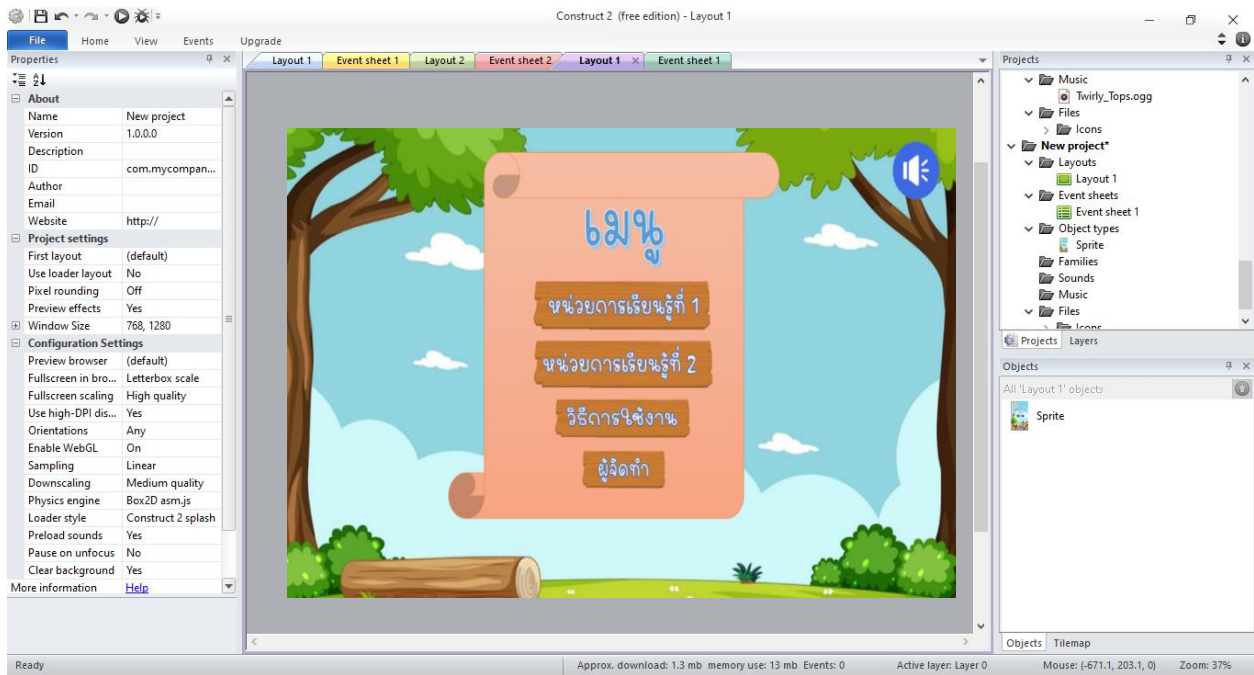 Construct 2 (free edition) - Layout 1
File Home View Events Upgrade
Properties
About
Name New project
Version 1.0.0.0
Description
ID com.mycompan...
Author
Email
Website http://
Project settings
First layout (default)
Use loader layout No
Pixel rounding Off
Preview effects Yes
Window Size 768, 1280
Configuration Settings
Preview browser (default)
Fullscreen in bro... Letterbox scale
Fullscreen scaling High quality
Use high-DPI dis... Yes
Orientations Any
Enable WebGL On
Sampling Linear
Downscaling Medium quality
Physics engine Box2D asm.js
Loader style Construct 2 splash
Preload sounds Yes
Pause on unfocus No
Clear background Yes
More information Help
Layout 1 Event sheet 1 Layout 2 Event sheet 2 Layout 1 Event sheet 1
เมนู
หน่วยการเรียนรู้ที่ 1
หน่วยการเรียนรู้ที่ 2
วิธีการใช้งาน
ผู้จัดทำ
Projects
Music
Twirly_Tops.ogg
Files
Icons
New project*
Layouts
Layout 1
Event sheets
Event sheet 1
Object types
Sprite
Families
Sounds
Music
Files
Icons
Projects Layers
Objects
All 'Layout 1' objects
Sprite
Objects Tilemap
Ready Approx. download: 1.3 mb memory use: 13 mb Events: 0 Active layer: Layer 0 Mouse: (-671.1, 203.1, 0) Zoom: 37%